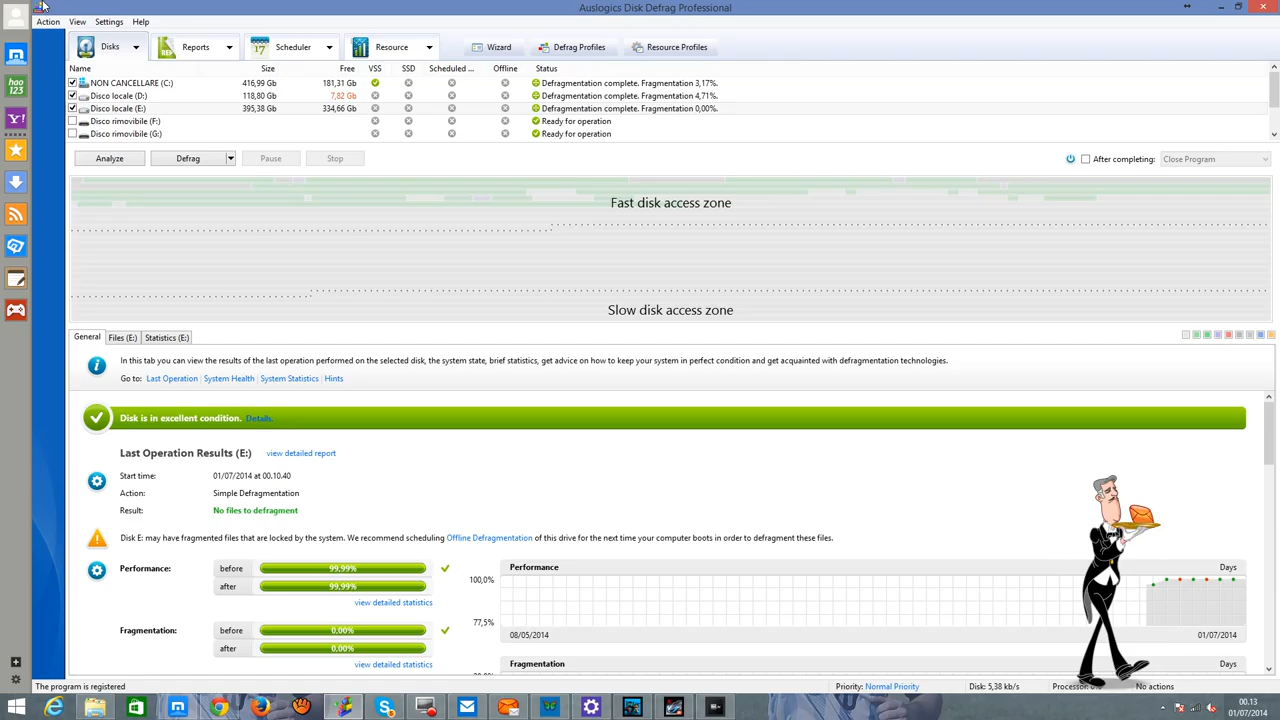 Auslogics Disk Defrag Professional
Action View Settings Help
Disks Reports 17 Scheduler Resource Wizard Defrag Profiles Resource Profiles
Name Size Free VSS SSD Scheduled ... Offline Status
NON CANCELLARE (C:) 416,99 Gb 181,31 Gb Defragmentation complete. Fragmentation 3,17%.
Disco locale (D:) 118,80 Gb 7,82 Gb Defragmentation complete. Fragmentation 4,71%.
Disco locale (E:) 395,38 Gb 334,66 Gb Defragmentation complete. Fragmentation 0,00%.
Disco rimovibile (F:) Ready for operation
Disco rimovibile (G:) Ready for operation
Analyze Defrag Pause Stop After completing: Close Program
Fast disk access zone
Slow disk access zone
General Files (E:) Statistics (E:)
In this tab you can view the results of the last operation performed on the selected disk, the system state, brief statistics, get advice on how to keep your system in perfect condition and get acquainted with defragmentation technologies.
Go to: Last Operation System Health System Statistics Hints
Disk is in excellent condition. Details.
Last Operation Results (E:) view detailed report
Start time: 01/07/2014 at 00.10.40
Action: Simple Defragmentation
Result: No files to defragment
Disk E: may have fragmented files that are locked by the system. We recommend scheduling Offline Defragmentation of this drive for the next time your computer boots in order to defragment these files.
Performance: before 99,99%
after 99,99%
view detailed statistics
Performance Days
100,0%
77,5%
08/05/2014 01/07/2014
Fragmentation: before 0,00%
after 0,00%
view detailed statistics
Fragmentation Days
The program is registered Priority: Normal Priority Disk: 5,38 kb/s Processor: No actions
hao
123
Y!
00.13
01/07/2014